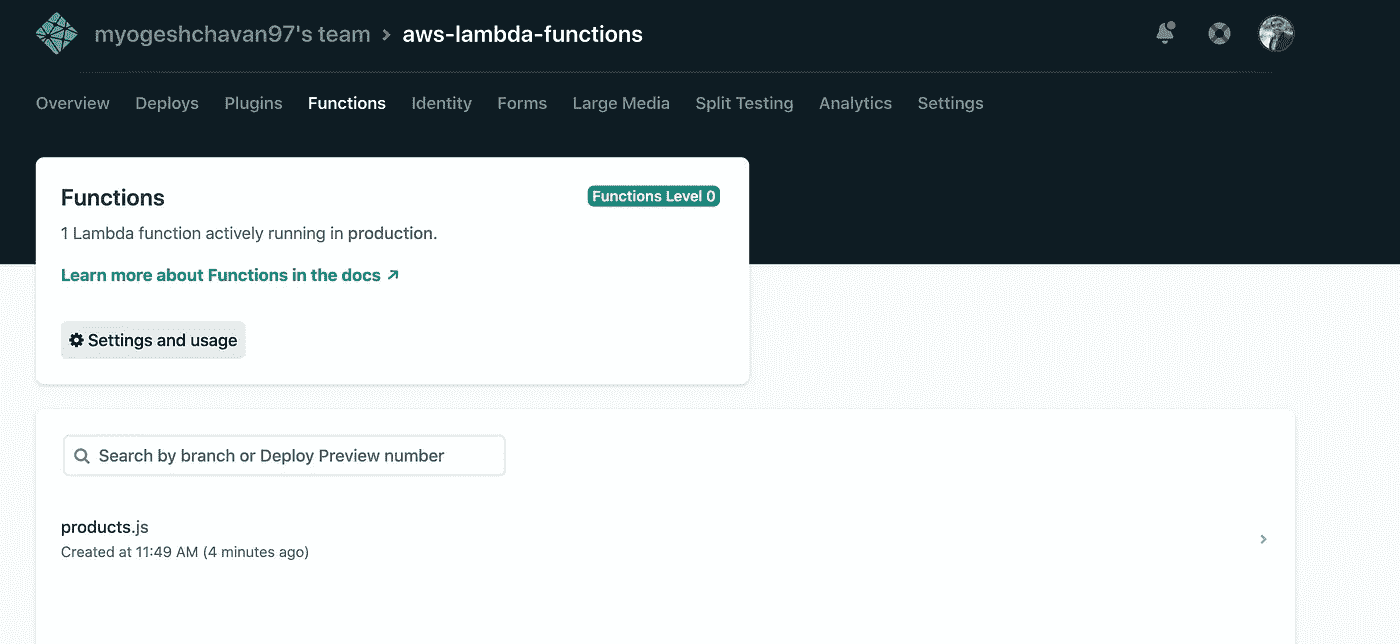 myogeshchavan97's team > aws-lambda-functions
Overview Deploys Plugins Functions Identity Forms Large Media Split Testing Analytics Settings
Functions
Functions Level 0
1 Lambda function actively running in production.
Learn more about Functions in the docs ↗
Settings and usage
Search by branch or Deploy Preview number
products.js
Created at 11:49 AM (4 minutes ago)